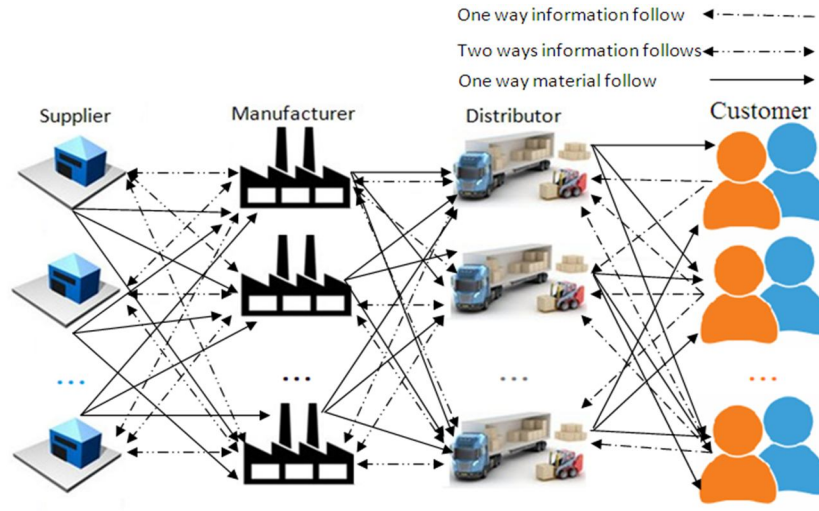 One way information follow
Two ways information follows
One way material follow
Supplier
Manufacturer
Distributor
Customer
...
...
...
...